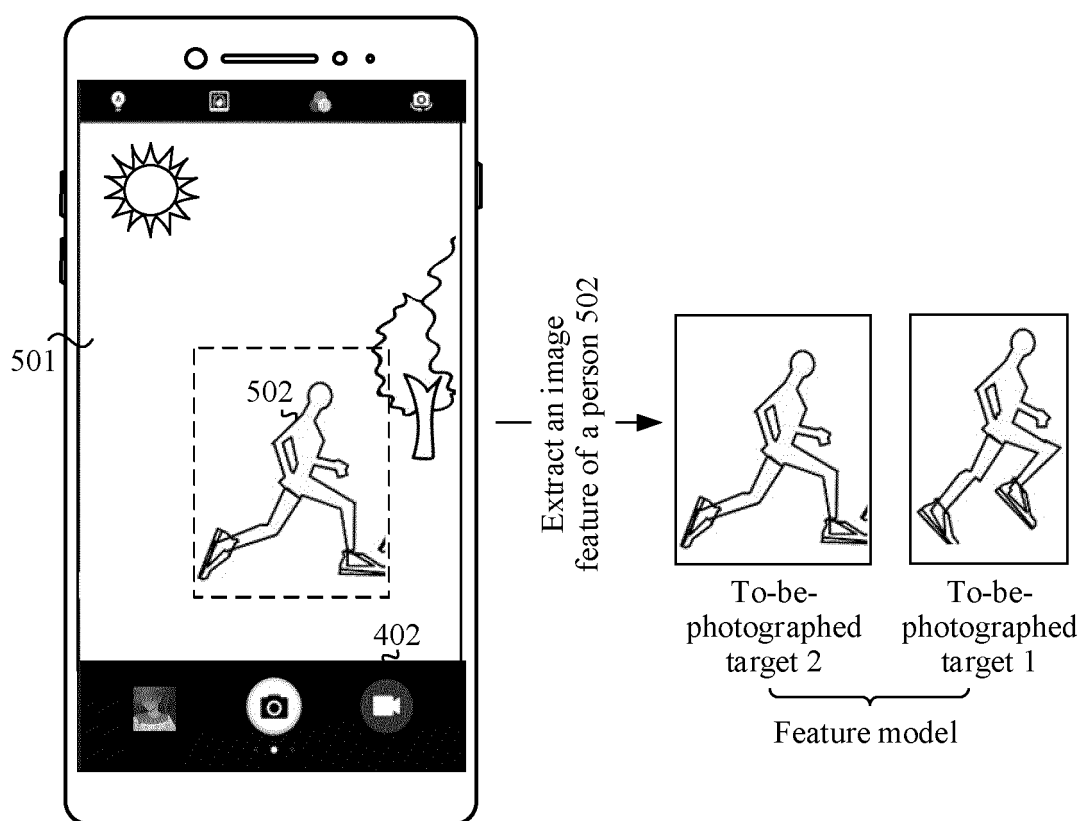 501
502
402
Extract an image
feature of a person 502
To-be-
photographed
target 2
To-be-
photographed
target 1
Feature model